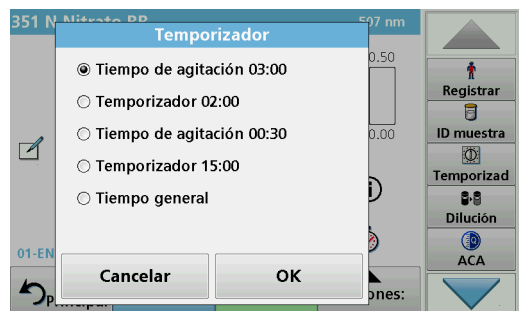 351 N Nitrato RB
507 nm
Temporizador
Tiempo de agitación 03:00
Temporizador 02:00
Tiempo de agitación 00:30
Temporizador 15:00
Tiempo general
Cancelar
OK
0.50
0.00
01-EN
ones:
Registrar
ID muestra
Temporizad
Dilución
ACA